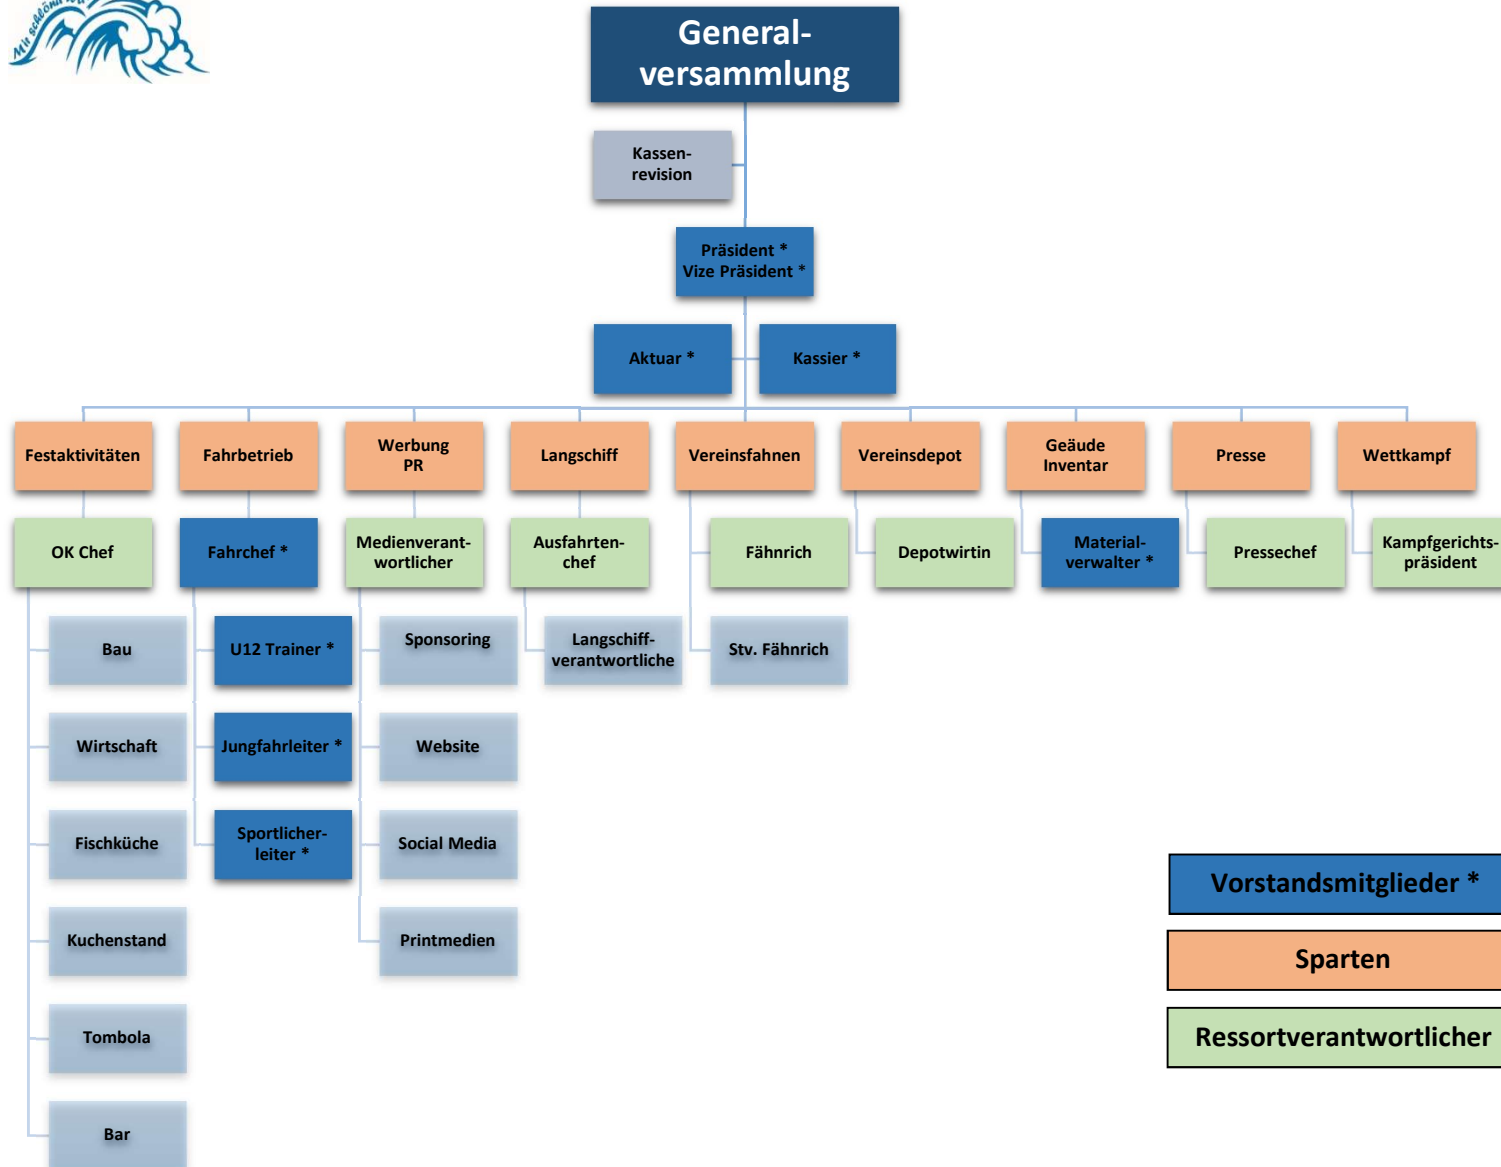 Mit schlönn
General-
versammlung
Kassen-
revision
Präsident *
Vize Präsident *
Aktuar *
Kassier *
Festaktivitäten
Fahrbetrieb
Werbung
PR
Langschiff
Vereinsfahnen
Vereinsdepot
Geäude
Inventar
Presse
Wettkampf
OK Chef
Fahrchef *
Medienverant-
wortlicher
Ausfahrten-
chef
Fähnrich
Depotwirtin
Material-
verwalter *
Pressechef
Kampfgerichts-
präsident
Bau
U12 Trainer *
Sponsoring
Langschiff-
verantwortliche
Stv. Fähnrich
Wirtschaft
Jungfahrleiter *
Website
Fischküche
Sportlicher-
leiter *
Social Media
Kuchenstand
Printmedien
Tombola
Bar
Vorstandsmitglieder *
Sparten
Ressortverantwortlicher